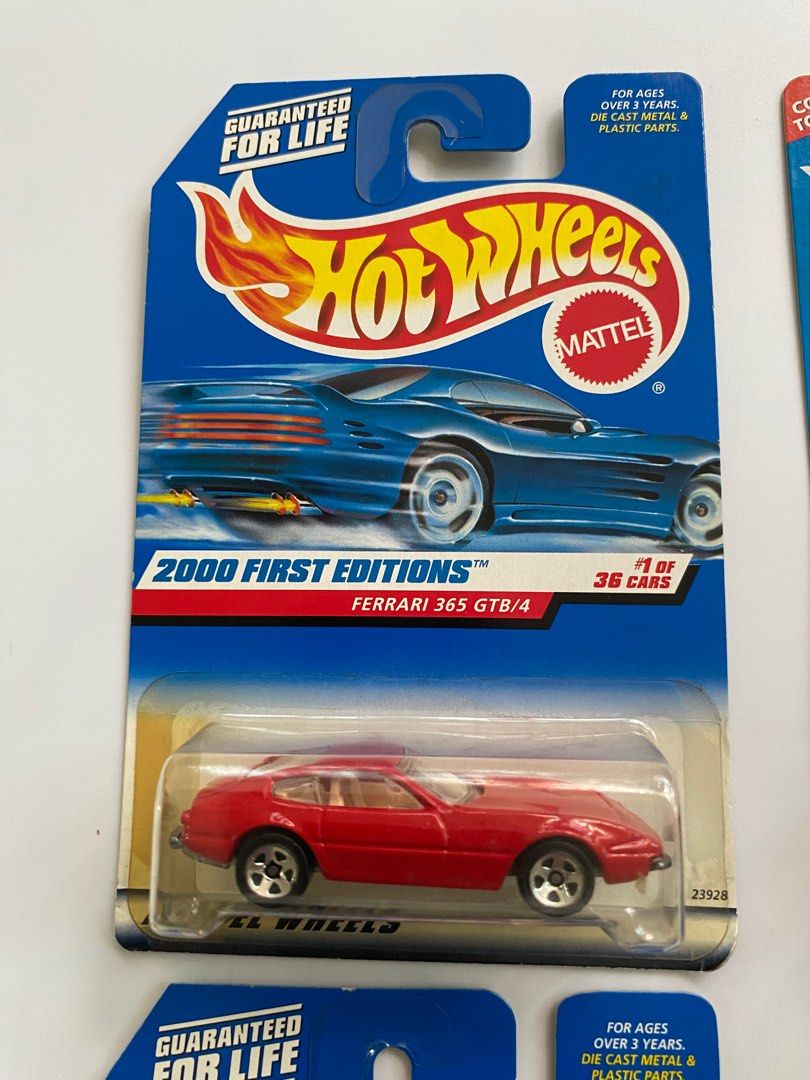 GUARANTEED
FOR LIFE
FOR AGES
OVER 3 YEARS.
DIE CAST METAL &
PLASTIC PARTS.
HOT WHEELS
MATTEL
®
2000 FIRST EDITIONS™
#1 OF
36 CARS
FERRARI 365 GTB/4
23928
WHEELS
GUARANTEED
FOR LIFE
FOR AGES
OVER 3 YEARS.
DIE CAST METAL &
PLASTIC PARTS.